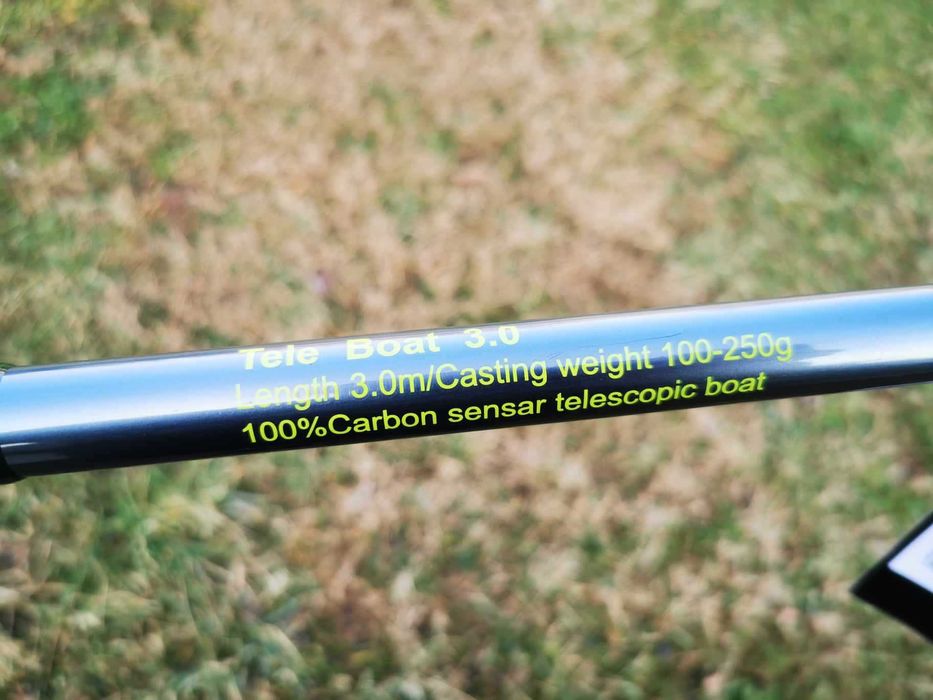 Tele Boat 3.0
Length 3.0m/Casting weight 100-250g
100%Carbon sensar telescopic boat